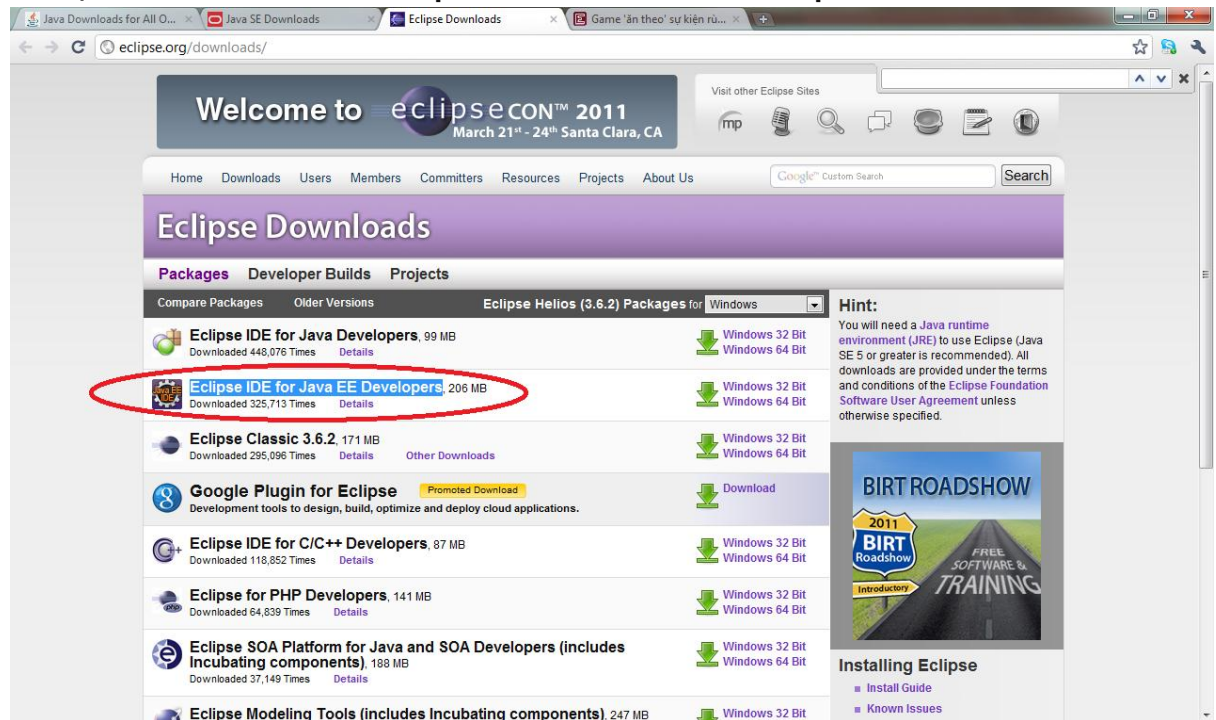 Java Downloads for All O...
Java SE Downloads
Eclipse Downloads
Game 'ăn theo' sự kiện rù...
eclipse.org/downloads/
Welcome to eclipseCON™ 2011
March 21st - 24th Santa Clara, CA
Visit other Eclipse Sites
mp
Home Downloads Users Members Committers Resources Projects About Us
Google™ Custom Search
Search
Eclipse Downloads
Packages Developer Builds Projects
Compare Packages Older Versions Eclipse Helios (3.6.2) Packages for Windows
Eclipse IDE for Java Developers, 99 MB
Downloaded 448,076 Times Details
Windows 32 Bit
Windows 64 Bit
Java EE
IDE
Eclipse IDE for Java EE Developers, 206 MB
Downloaded 325,713 Times Details
Windows 32 Bit
Windows 64 Bit
Eclipse Classic 3.6.2, 171 MB
Downloaded 295,096 Times Details Other Downloads
Windows 32 Bit
Windows 64 Bit
8
Google Plugin for Eclipse Promoted Download
Development tools to design, build, optimize and deploy cloud applications.
Download
C++
Eclipse IDE for C/C++ Developers, 87 MB
Downloaded 118,852 Times Details
Windows 32 Bit
Windows 64 Bit
php
Eclipse for PHP Developers, 141 MB
Downloaded 64,839 Times Details
Windows 32 Bit
Windows 64 Bit
Eclipse SOA Platform for Java and SOA Developers (includes
Incubating components), 188 MB
Downloaded 37,149 Times Details
Windows 32 Bit
Windows 64 Bit
Eclipse Modeling Tools (includes Incubating components), 247 MB
Windows 32 Bit
Hint:
You will need a Java runtime
environment (JRE) to use Eclipse (Java
SE 5 or greater is recommended). All
downloads are provided under the terms
and conditions of the Eclipse Foundation
Software User Agreement unless
otherwise specified.
BIRT ROADSHOW
2011
BIRT
Roadshow
Introductory
FREE
SOFTWARE &
TRAINING
Installing Eclipse
Install Guide
Known Issues